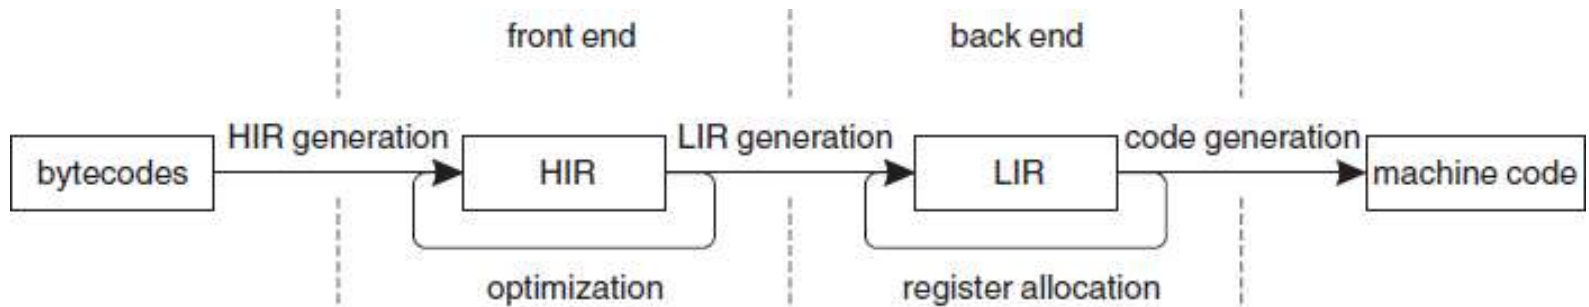 front end
back end
HIR generation
LIR generation
code generation
bytecodes
HIR
LIR
machine code
optimization
register allocation